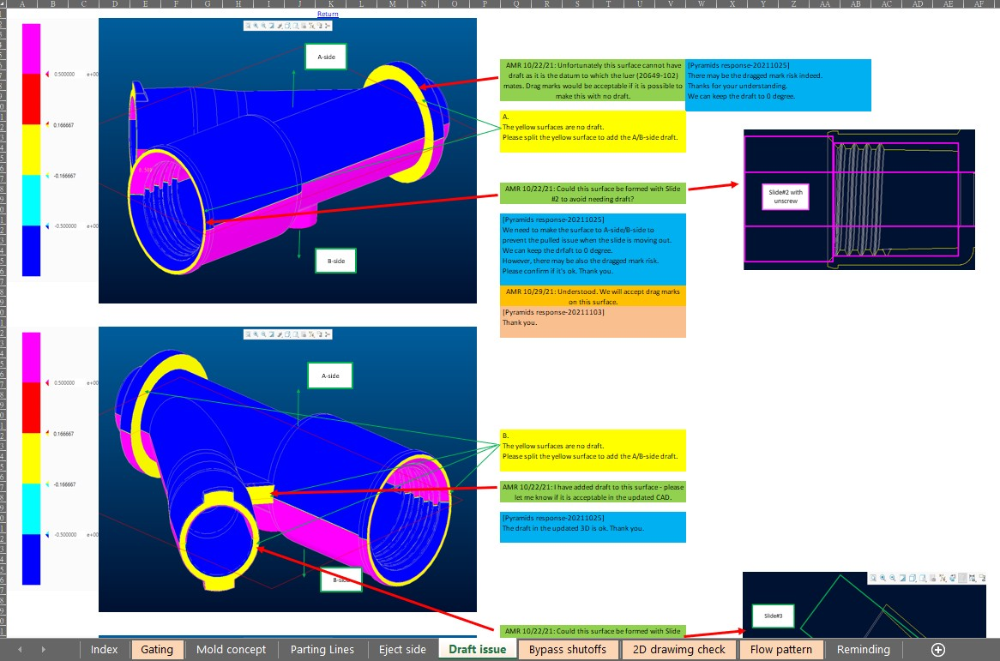 A B C D E F G H I J K L M N O P Q R S T U V W X Y Z AA AB AC AD AE AF
Return
A-side
B-side
0.500000 e+00
0.166667
-0.166667
-0.500000 e+00
AMR 10/22/21: Unfortunately this surface cannot have
draft as it is the datum to which the luer (20649-102)
mates. Drag marks would be acceptable if it is possible to
make this with no draft.
[Pyramids response-20211025]
There may be the dragged mark risk indeed.
Thanks for your understanding.
We can keep the draft to 0 degree.
A.
The yellow surfaces are no draft.
Please split the yellow surface to add the A/B-side draft.
AMR 10/22/21: Could this surface be formed with Slide
#2 to avoid needing draft?
Slide#2 with
unscrew
[Pyramids response-20211025]
We need to make the surface to A-side/B-side to
prevent the pulled issue when the slide is moving out.
We can keep the drfaft to 0 degree.
However, there may be also the dragged mark risk.
Please confirm if it's ok. Thank you.
AMR 10/29/21: Understood. We will accept drag marks
on this surface.
[Pyramids response-20211103]
Thank you.
A-side
B-side
0.500000 e+00
0.166667
-0.166667
-0.500000 e+00
B.
The yellow surfaces are no draft.
Please split the yellow surface to add the A/B-side draft.
AMR 10/22/21: I have added draft to this surface - please
let me know if it is acceptable in the updated CAD.
[Pyramids response-20211025]
The draft in the updated 3D is ok. Thank you.
Slide#3
AMR 10/22/21: Could this surface be formed with Slide
Index Gating Mold concept Parting Lines Eject side Draft issue Bypass shutoffs 2D drawimg check Flow pattern Reminding